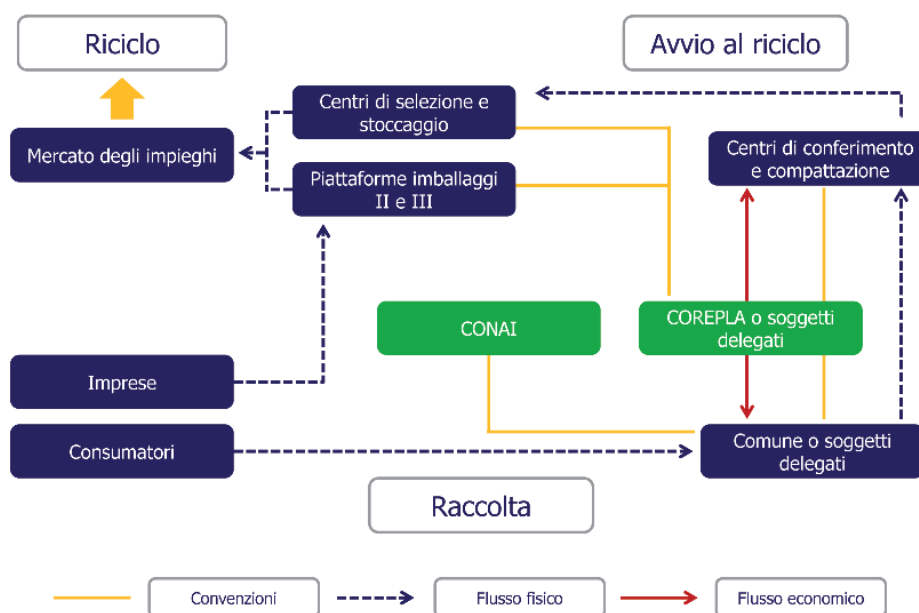 Riciclo
Avvio al riciclo
Centri di selezione e
stoccaggio
Mercato degli impieghi
Centri di conferimento
e compattazione
Piattaforme imballaggi
II e III
CONAI
COREPLA o soggetti
delegati
Imprese
Consumatori
Comune o soggetti
delegati
Raccolta
Convenzioni
Flusso fisico
Flusso economico